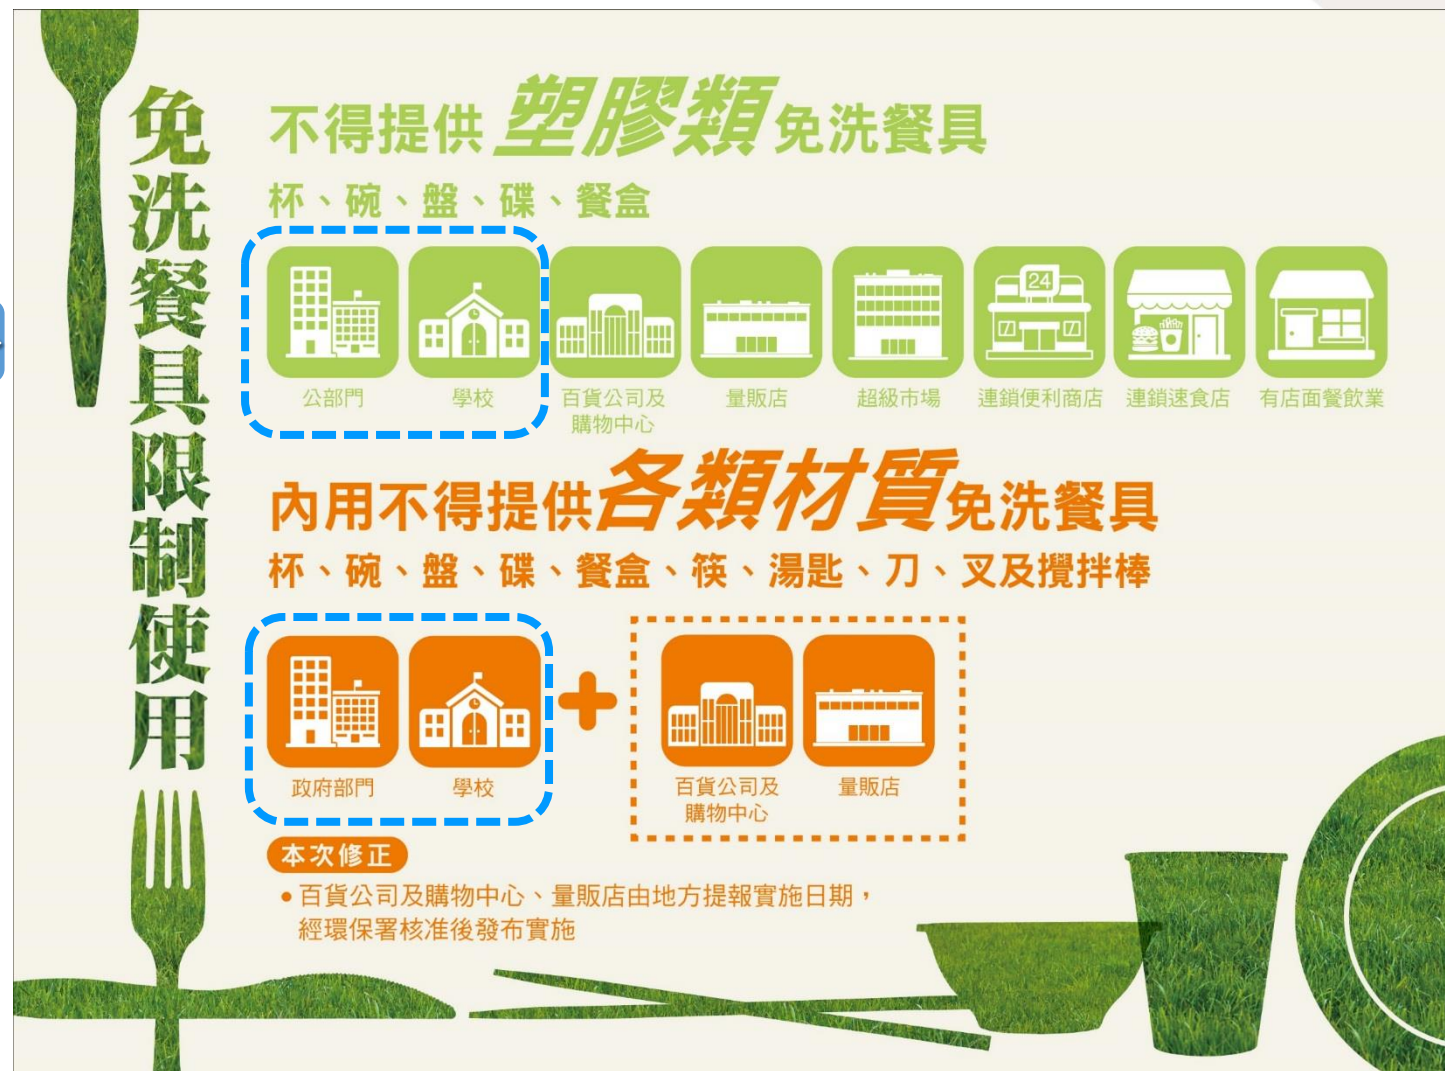 免洗餐具限制使用
不得提供塑膠類免洗餐具
杯、碗、盤、碟、餐盒
24
公部門
學校
百貨公司及
購物中心
量販店
超級市場
連鎖便利商店
連鎖速食店
有店面餐飲業
內用不得提供各類材質免洗餐具
杯、碗、盤、碟、餐盒、筷、湯匙、刀、叉及攪拌棒
政府部門
學校
百貨公司及
購物中心
量販店
本次修正
•百貨公司及購物中心、量販店由地方提報實施日期，
經環保署核准後發布實施